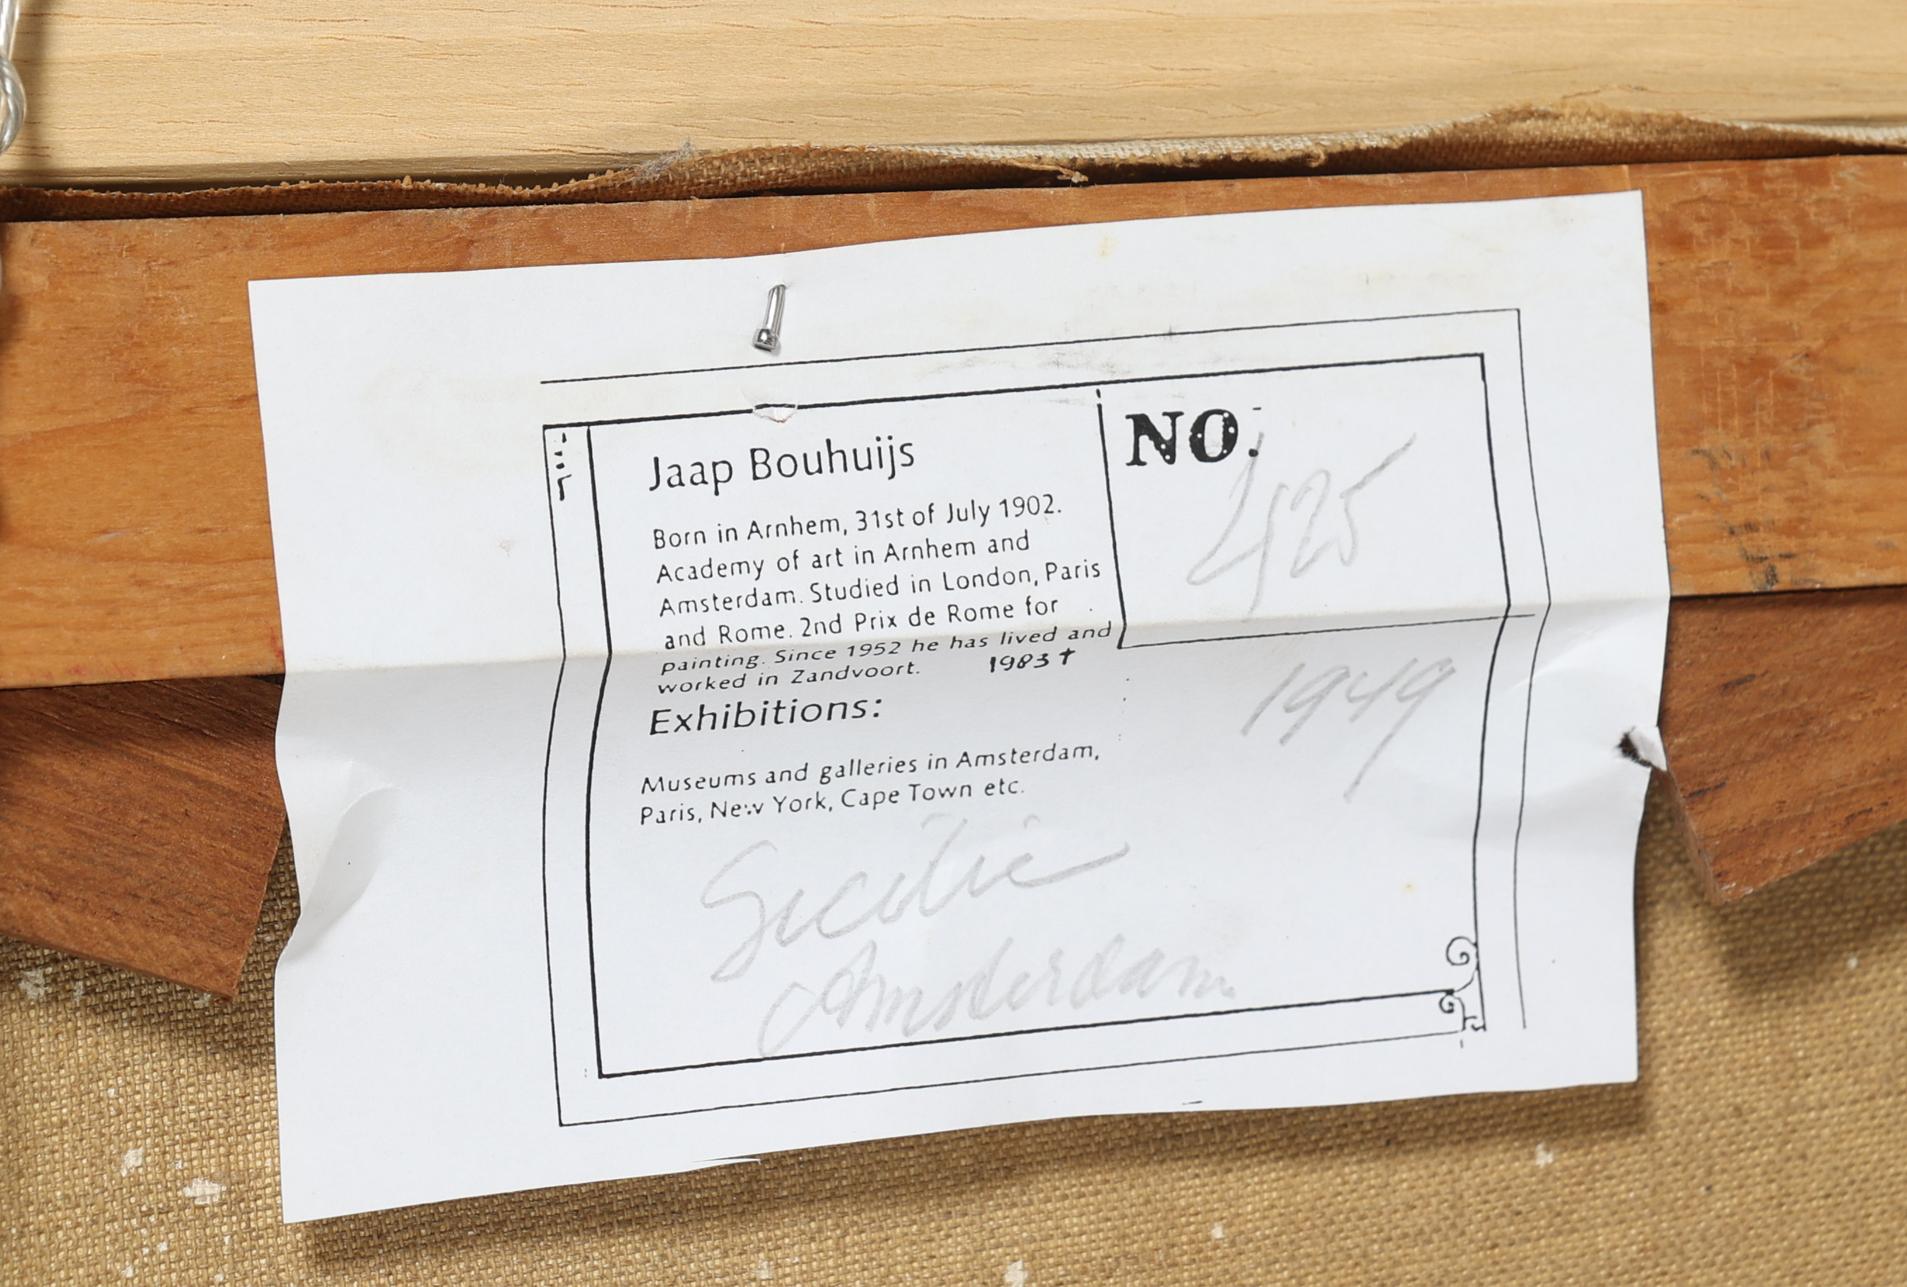 Jaap Bouhuijs
Born in Arnhem, 31st of July 1902.
Academy of art in Arnhem and
Amsterdam. Studied in London, Paris
and Rome. 2nd Prix de Rome for
painting. Since 1952 he has lived and
worked in Zandvoort. 1983 †
Exhibitions:
Museums and galleries in Amsterdam,
Paris, New York, Cape Town etc.
NO.
425
1949
Amsterdam